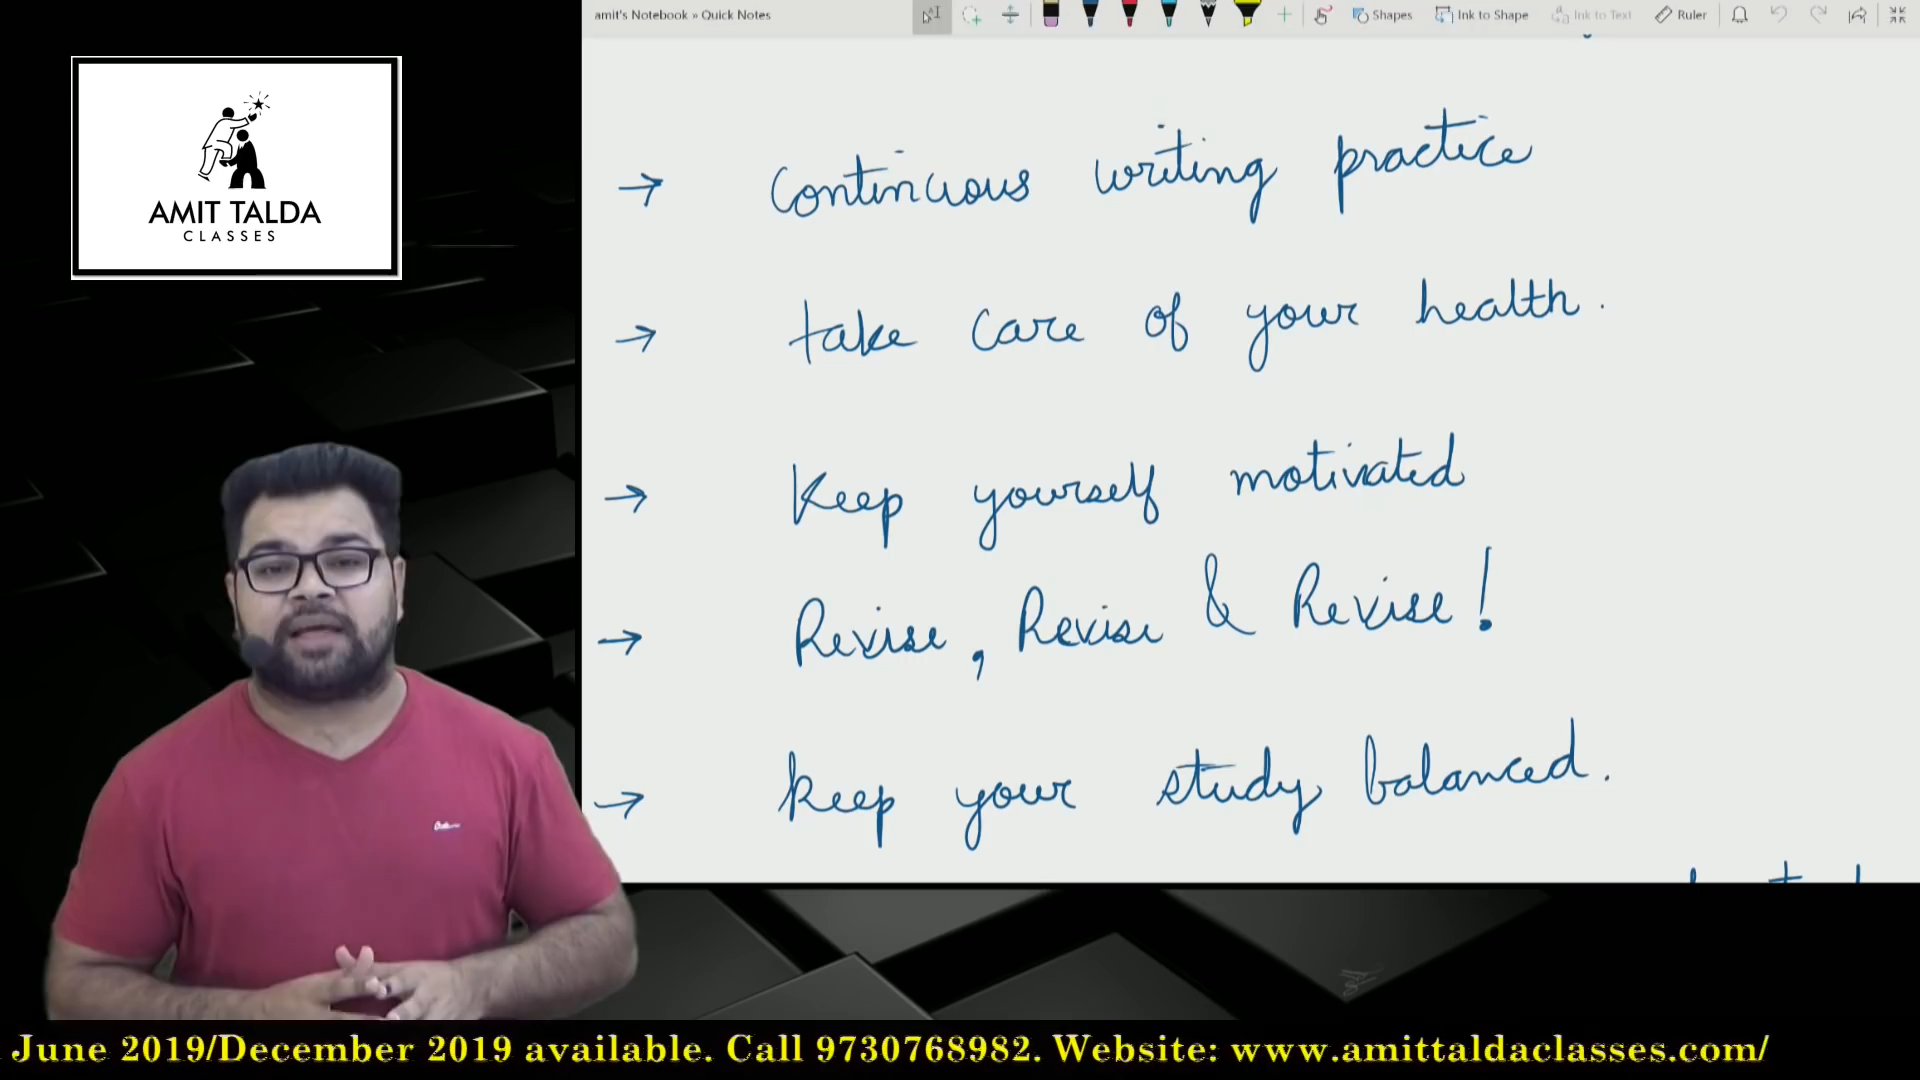 amit's Notebook » Quick Notes
Shapes
Ink to Shape
Ink to Text
Ruler
AMIT TALDA
CLASSES
→ Continuous writing practice
→ take care of your health.
→ Keep yourself motivated
→ Revise, Revise & Revise!
→ keep your study balanced.
June 2019/December 2019 available. Call 9730768982. Website: www.amittaldaclasses.com/